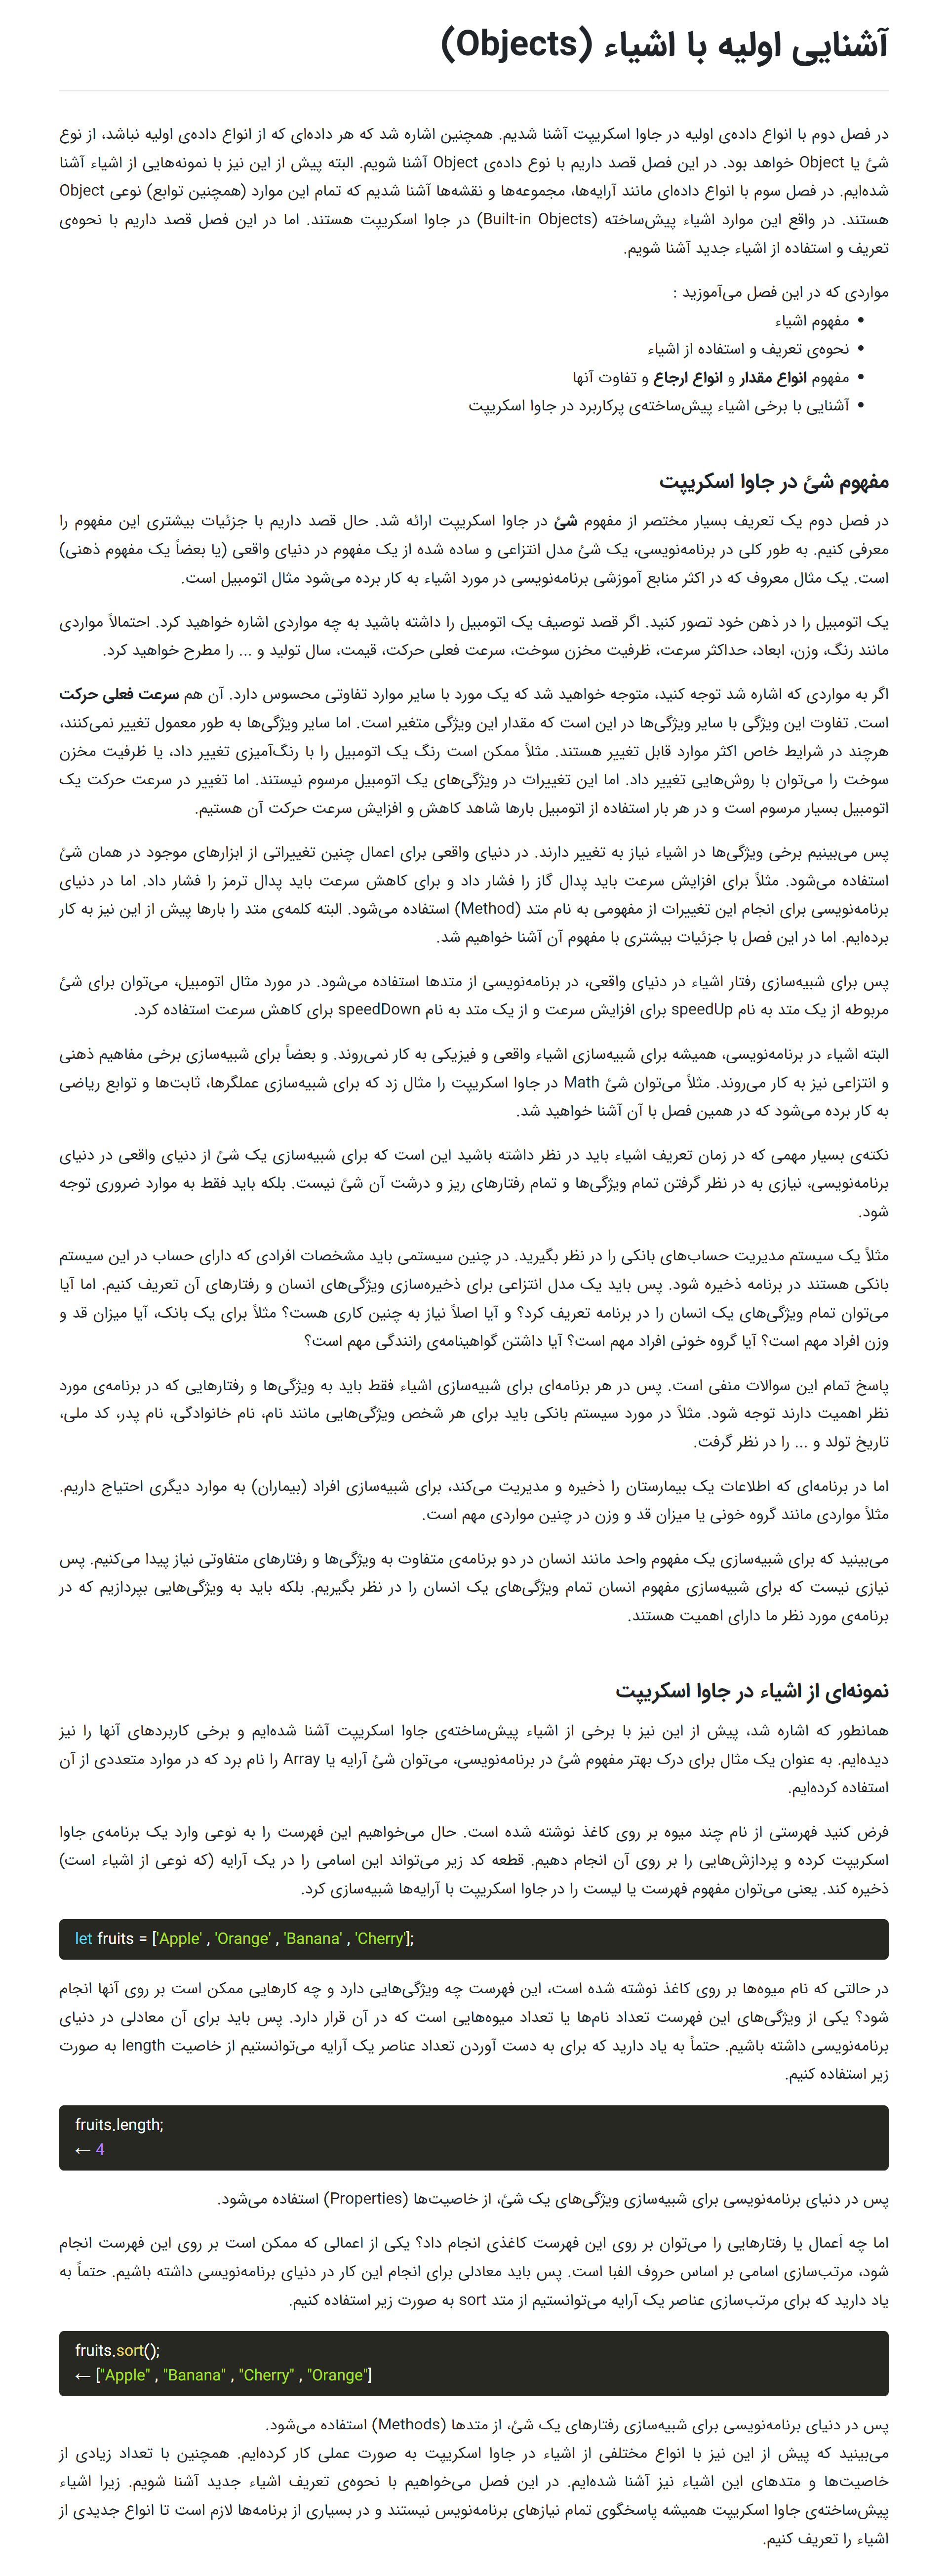 آشنایی اولیه با اشیاء (Objects)
در فصل دوم با انواع داده‌ی اولیه در جاوا اسکریپت آشنا شدیم. همچنین اشاره شد که هر داده‌ای که از انواع داده‌ی اولیه نباشد، از نوع
شئ یا Object خواهد بود. در این فصل قصد داریم با نوع داده‌ی Object آشنا شویم. البته پیش از این نیز با نمونه‌هایی از اشیاء آشنا
شده‌ایم. در فصل سوم با انواع داده‌ای مانند آرایه‌ها، مجموعه‌ها و نقشه‌ها آشنا شدیم که تمام این موارد (همچنین توابع) نوعی Object
هستند. در واقع این موارد اشیاء پیش‌ساخته (Built-in Objects) در جاوا اسکریپت هستند. اما در این فصل قصد داریم با نحوه‌ی
تعریف و استفاده از اشیاء جدید آشنا شویم.
مواردی که در این فصل می‌آموزید :
• مفهوم اشیاء
• نحوه‌ی تعریف و استفاده از اشیاء
• مفهوم انواع مقدار و انواع ارجاع و تفاوت آنها
• آشنایی با برخی اشیاء پیش‌ساخته‌ی پرکاربرد در جاوا اسکریپت
مفهوم شئ در جاوا اسکریپت
در فصل دوم یک تعریف بسیار مختصر از مفهوم شئ در جاوا اسکریپت ارائه شد. حال قصد داریم با جزئیات بیشتری این مفهوم را
معرفی کنیم. به طور کلی در برنامه‌نویسی، یک شئ مدل انتزاعی و ساده شده از یک مفهوم در دنیای واقعی (یا بعضاً یک مفهوم ذهنی)
است. یک مثال معروف که در اکثر منابع آموزشی برنامه‌نویسی در مورد اشیاء به کار برده می‌شود مثال اتومبیل است.
یک اتومبیل را در ذهن خود تصور کنید. اگر قصد توصیف یک اتومبیل را داشته باشید به چه مواردی اشاره خواهید کرد. احتمالاً مواردی
مانند رنگ، وزن، ابعاد، حداکثر سرعت، ظرفیت مخزن سوخت، سرعت فعلی حرکت، قیمت، سال تولید و ... را مطرح خواهید کرد.
اگر به مواردی که اشاره شد توجه کنید، متوجه خواهید شد که یک مورد با سایر موارد تفاوتی محسوس دارد. آن هم سرعت فعلی حرکت
است. تفاوت این ویژگی با سایر ویژگی‌ها در این است که مقدار این ویژگی متغیر است. اما سایر ویژگی‌ها به طور معمول تغییر نمی‌کنند،
هرچند در شرایط خاص اکثر موارد قابل تغییر هستند. مثلاً ممکن است رنگ یک اتومبیل را با رنگ‌آمیزی تغییر داد، یا ظرفیت مخزن
سوخت را می‌توان با روش‌هایی تغییر داد. اما این تغییرات در ویژگی‌های یک اتومبیل مرسوم نیستند. اما تغییر در سرعت حرکت یک
اتومبیل بسیار مرسوم است و در هر بار استفاده از اتومبیل بارها شاهد کاهش و افزایش سرعت حرکت آن هستیم.
پس می‌بینیم برخی ویژگی‌ها در اشیاء نیاز به تغییر دارند. در دنیای واقعی برای اعمال چنین تغییراتی از ابزارهای موجود در همان شئ
استفاده می‌شود. مثلاً برای افزایش سرعت باید پدال گاز را فشار داد و برای کاهش سرعت باید پدال ترمز را فشار داد. اما در دنیای
برنامه‌نویسی برای انجام این تغییرات از مفهومی به نام متد (Method) استفاده می‌شود. البته کلمه‌ی متد را بارها پیش از این نیز به کار
برده‌ایم. اما در این فصل با جزئیات بیشتری با مفهوم آن آشنا خواهیم شد.
پس برای شبیه‌سازی رفتار اشیاء در دنیای واقعی، در برنامه‌نویسی از متدها استفاده می‌شود. در مورد مثال اتومبیل، می‌توان برای شئ
مربوطه از یک متد به نام speedUp برای افزایش سرعت و از یک متد به نام speedDown برای کاهش سرعت استفاده کرد.
البته اشیاء در برنامه‌نویسی، همیشه برای شبیه‌سازی اشیاء واقعی و فیزیکی به کار نمی‌روند. و بعضاً برای شبیه‌سازی برخی مفاهیم ذهنی
و انتزاعی نیز به کار می‌روند. مثلاً می‌توان شئ Math در جاوا اسکریپت را مثال زد که برای شبیه‌سازی عملگرها، ثابت‌ها و توابع ریاضی
به کار برده می‌شود که در همین فصل با آن آشنا خواهید شد.
نکته‌ی بسیار مهمی که در زمان تعریف اشیاء باید در نظر داشته باشید این است که برای شبیه‌سازی یک شئ از دنیای واقعی در دنیای
برنامه‌نویسی، نیازی به در نظر گرفتن تمام ویژگی‌ها و تمام رفتارهای ریز و درشت آن شئ نیست. بلکه باید فقط به موارد ضروری توجه
شود.
مثلاً یک سیستم مدیریت حساب‌های بانکی را در نظر بگیرید. در چنین سیستمی باید مشخصات افرادی که دارای حساب در این سیستم
بانکی هستند در برنامه ذخیره شود. پس باید یک مدل انتزاعی برای ذخیره‌سازی ویژگی‌های انسان و رفتارهای آن تعریف کنیم. اما آیا
می‌توان تمام ویژگی‌های یک انسان را در برنامه تعریف کرد؟ و آیا اصلاً نیاز به چنین کاری هست؟ مثلاً برای یک بانک، آیا میزان قد و
وزن افراد مهم است؟ آیا گروه خونی افراد مهم است؟ آیا داشتن گواهینامه‌ی رانندگی مهم است؟
پاسخ تمام این سوالات منفی است. پس در هر برنامه‌ای برای شبیه‌سازی اشیاء فقط باید به ویژگی‌ها و رفتارهایی که در برنامه‌ی مورد
نظر اهمیت دارند توجه شود. مثلاً در مورد سیستم بانکی باید برای هر شخص ویژگی‌هایی مانند نام، نام خانوادگی، نام پدر، کد ملی،
تاریخ تولد و ... را در نظر گرفت.
اما در برنامه‌ای که اطلاعات یک بیمارستان را ذخیره و مدیریت می‌کند، برای شبیه‌سازی افراد (بیماران) به موارد دیگری احتیاج داریم.
مثلاً مواردی مانند گروه خونی یا میزان قد و وزن در چنین مواردی مهم است.
می‌بینید که برای شبیه‌سازی یک مفهوم واحد مانند انسان در دو برنامه‌ی متفاوت به ویژگی‌ها و رفتارهای متفاوتی نیاز پیدا می‌کنیم. پس
نیازی نیست که برای شبیه‌سازی مفهوم انسان تمام ویژگی‌های یک انسان را در نظر بگیریم. بلکه باید به ویژگی‌هایی بپردازیم که در
برنامه‌ی مورد نظر ما دارای اهمیت هستند.
نمونه‌ای از اشیاء در جاوا اسکریپت
همانطور که اشاره شد، پیش از این نیز با برخی از اشیاء پیش‌ساخته‌ی جاوا اسکریپت آشنا شده‌ایم و برخی کاربردهای آنها را نیز
دیده‌ایم. به عنوان یک مثال برای درک بهتر مفهوم شئ در برنامه‌نویسی، می‌توان شئ آرایه یا Array را نام برد که در موارد متعددی از آن
استفاده کرده‌ایم.
فرض کنید فهرستی از نام چند میوه بر روی کاغذ نوشته شده است. حال می‌خواهیم این فهرست را به نوعی وارد یک برنامه‌ی جاوا
اسکریپت کرده و پردازش‌هایی را بر روی آن انجام دهیم. قطعه کد زیر می‌تواند این اسامی را در یک آرایه (که نوعی از اشیاء است)
ذخیره کند. یعنی می‌توان مفهوم فهرست یا لیست را در جاوا اسکریپت با آرایه‌ها شبیه‌سازی کرد.
let fruits = ['Apple' , 'Orange' , 'Banana' , 'Cherry'];
در حالتی که نام میوه‌ها بر روی کاغذ نوشته شده است، این فهرست چه ویژگی‌هایی دارد و چه کارهایی ممکن است بر روی آنها انجام
شود؟ یکی از ویژگی‌های این فهرست تعداد نام‌ها یا تعداد میوه‌هایی است که در آن قرار دارد. پس باید برای آن معادلی در دنیای
برنامه‌نویسی داشته باشیم. حتماً به یاد دارید که برای به دست آوردن تعداد عناصر یک آرایه می‌توانستیم از خاصیت length به صورت
زیر استفاده کنیم.
fruits.length;
← 4
پس در دنیای برنامه‌نویسی برای شبیه‌سازی ویژگی‌های یک شئ، از خاصیت‌ها (Properties) استفاده می‌شود.
اما چه اَعمال یا رفتارهایی را می‌توان بر روی این فهرست کاغذی انجام داد؟ یکی از اعمالی که ممکن است بر روی این فهرست انجام
شود، مرتب‌سازی اسامی بر اساس حروف الفبا است. پس باید معادلی برای انجام این کار در دنیای برنامه‌نویسی داشته باشیم. حتماً به
یاد دارید که برای مرتب‌سازی عناصر یک آرایه می‌توانستیم از متد sort به صورت زیر استفاده کنیم.
fruits.sort();
← ["Apple" , "Banana" , "Cherry" , "Orange"]
پس در دنیای برنامه‌نویسی برای شبیه‌سازی رفتارهای یک شئ، از متدها (Methods) استفاده می‌شود.
می‌بینید که پیش از این نیز با انواع مختلفی از اشیاء در جاوا اسکریپت به صورت عملی کار کرده‌ایم. همچنین با تعداد زیادی از
خاصیت‌ها و متدهای این اشیاء نیز آشنا شده‌ایم. در این فصل می‌خواهیم با نحوه‌ی تعریف اشیاء جدید آشنا شویم. زیرا اشیاء
پیش‌ساخته‌ی جاوا اسکریپت همیشه پاسخگوی تمام نیازهای برنامه‌نویس نیستند و در بسیاری از برنامه‌ها لازم است تا انواع جدیدی از
اشیاء را تعریف کنیم.